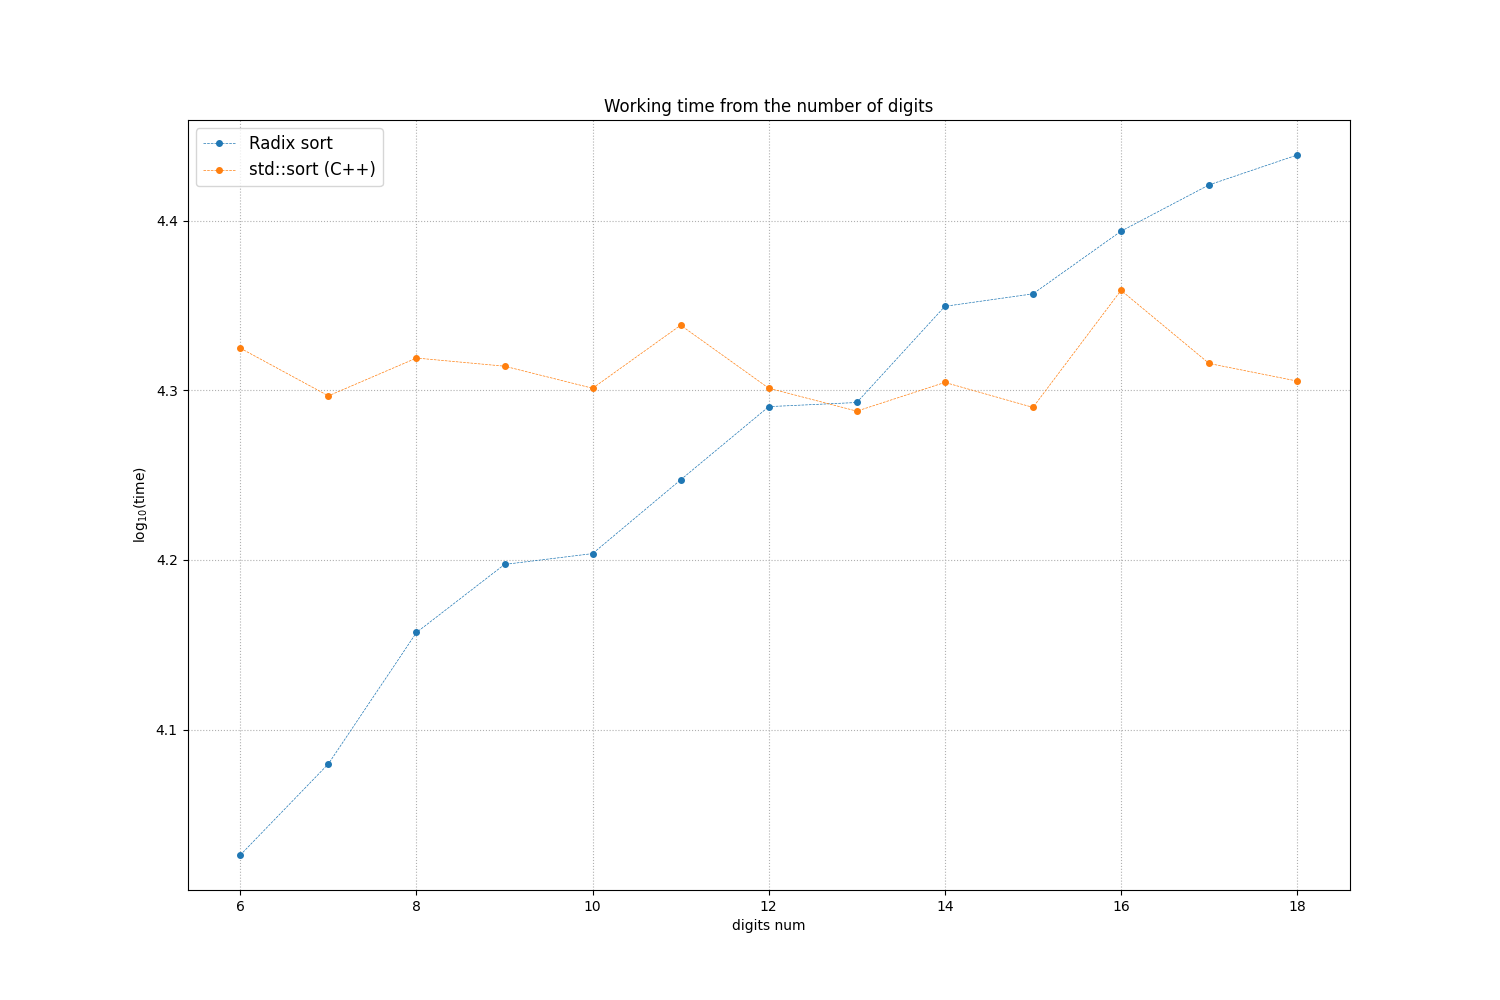 Working time from the number of digits
Radix sort
std::sort (C++)
4.4
4.3
4.2
4.1
log₁₀(time)
6 8 10 12 14 16 18
digits num